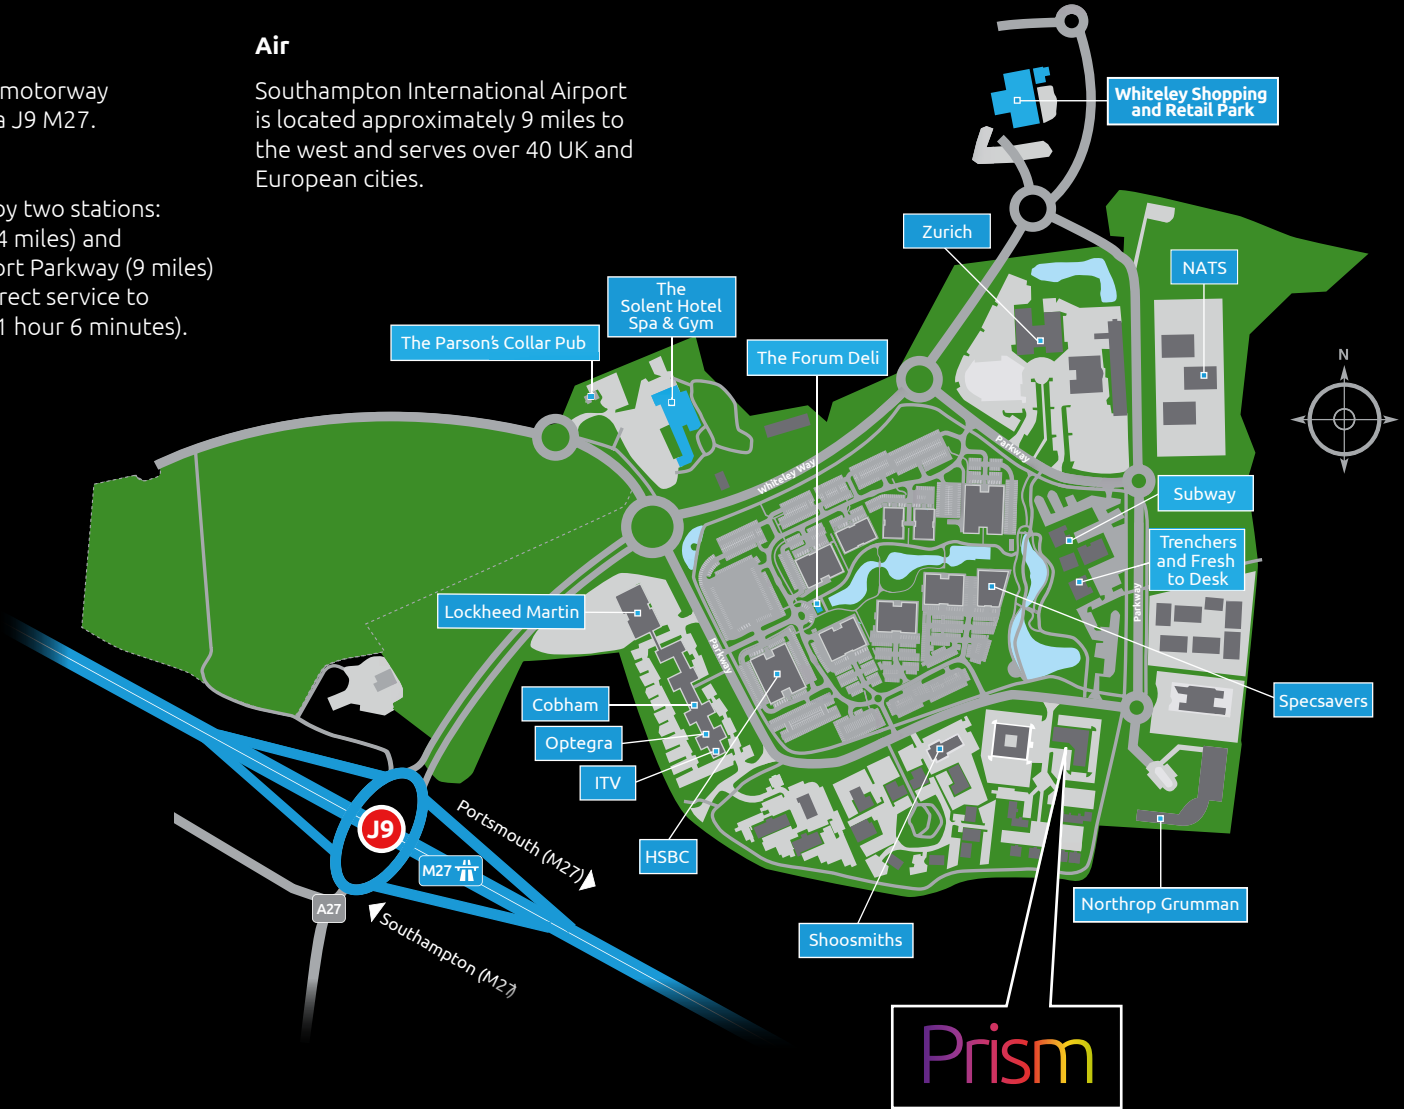 motorway
a J9 M27.
by two stations:
4 miles) and
ort Parkway (9 miles)
rect service to
1 hour 6 minutes).
Air
Southampton International Airport
is located approximately 9 miles to
the west and serves over 40 UK and
European cities.
Whiteley Shopping
and Retail Park
Zurich
NATS
The
Solent Hotel
Spa & Gym
The Parson's Collar Pub
The Forum Deli
N
Parkway
Whiteley Way
Subway
Trenchers
and Fresh
to Desk
Parkway
Lockheed Martin
Parkway
Cobham
Specsavers
Optegra
ITV
J9
Portsmouth (M27)
HSBC
M27
A27
Southampton (M27)
Northrop Grumman
Shoosmiths
Prism